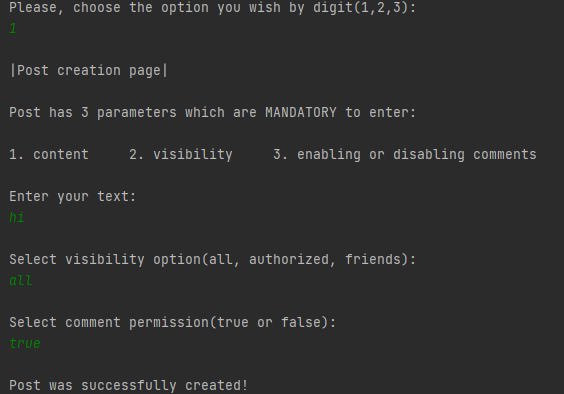 Please, choose the option you wish by digit(1,2,3):
1
|Post creation page|
Post has 3 parameters which are MANDATORY to enter:
1. content     2. visibility     3. enabling or disabling comments
Enter your text:
hi
Select visibility option(all, authorized, friends):
all
Select comment permission(true or false):
true
Post was successfully created!